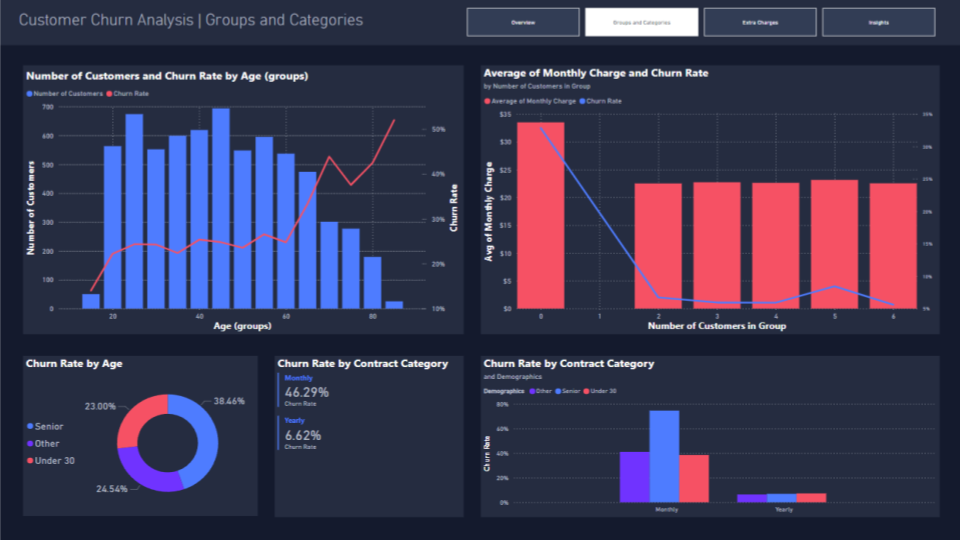 Customer Churn Analysis | Groups and Categories
Overview
Groups and Categories
Extra Charges
Insights
Number of Customers and Churn Rate by Age (groups)
Number of Customers Churn Rate
Number of Customers
700
600
500
400
300
200
100
0
20
40
60
80
50%
40%
30%
20%
10%
Churn Rate
Age (groups)
Average of Monthly Charge and Churn Rate
by Number of Customers in Group
Average of Monthly Charge Churn Rate
Avg of Monthly Charge
$35
$30
$25
$20
$15
$10
$5
$0
0
1
2
3
4
5
6
35%
30%
25%
20%
15%
10%
5%
Number of Customers in Group
Churn Rate by Age
Senior
Other
Under 30
23.00%
38.46%
24.54%
Churn Rate by Contract Category
Monthly
46.29%
Churn Rate
Yearly
6.62%
Churn Rate
Churn Rate by Contract Category
and Demographics
Demographics Other Senior Under 30
Churn Rate
80%
60%
40%
20%
0%
Monthly
Yearly